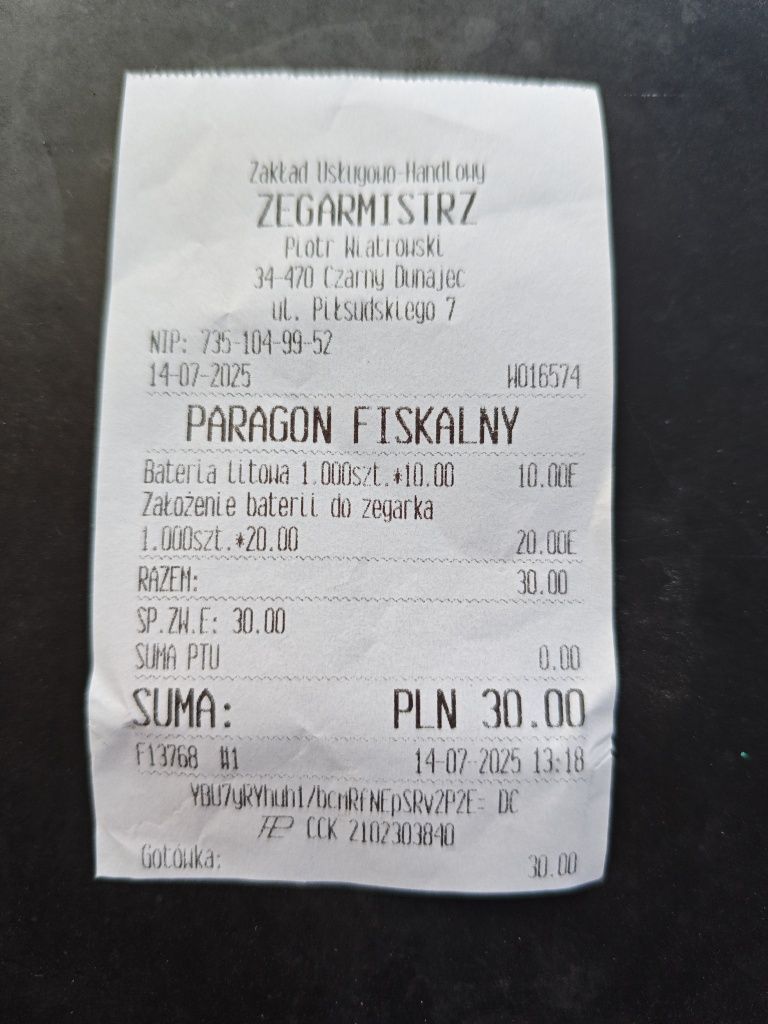 Zakład Usługowo-Handlowy
ZEGARMISTRZ
Piotr Wiatrowski
34-470 Czarny Dunajec
ul. Piłsudskiego 7
NIP: 735-104-99-52
14-07-2025 W016574
PARAGON FISKALNY
Bateria litowa 1.000szt.*10.00 10.00E
Założenie baterii do zegarka
1.000szt.*20.00 20.00E
RAZEM: 30.00
SP.ZW.E: 30.00
SUMA PTU 0.00
SUMA: PLN 30.00
F13768 #1 14-07-2025 13:18
CCK 2102303840
Gotówka: 30.00